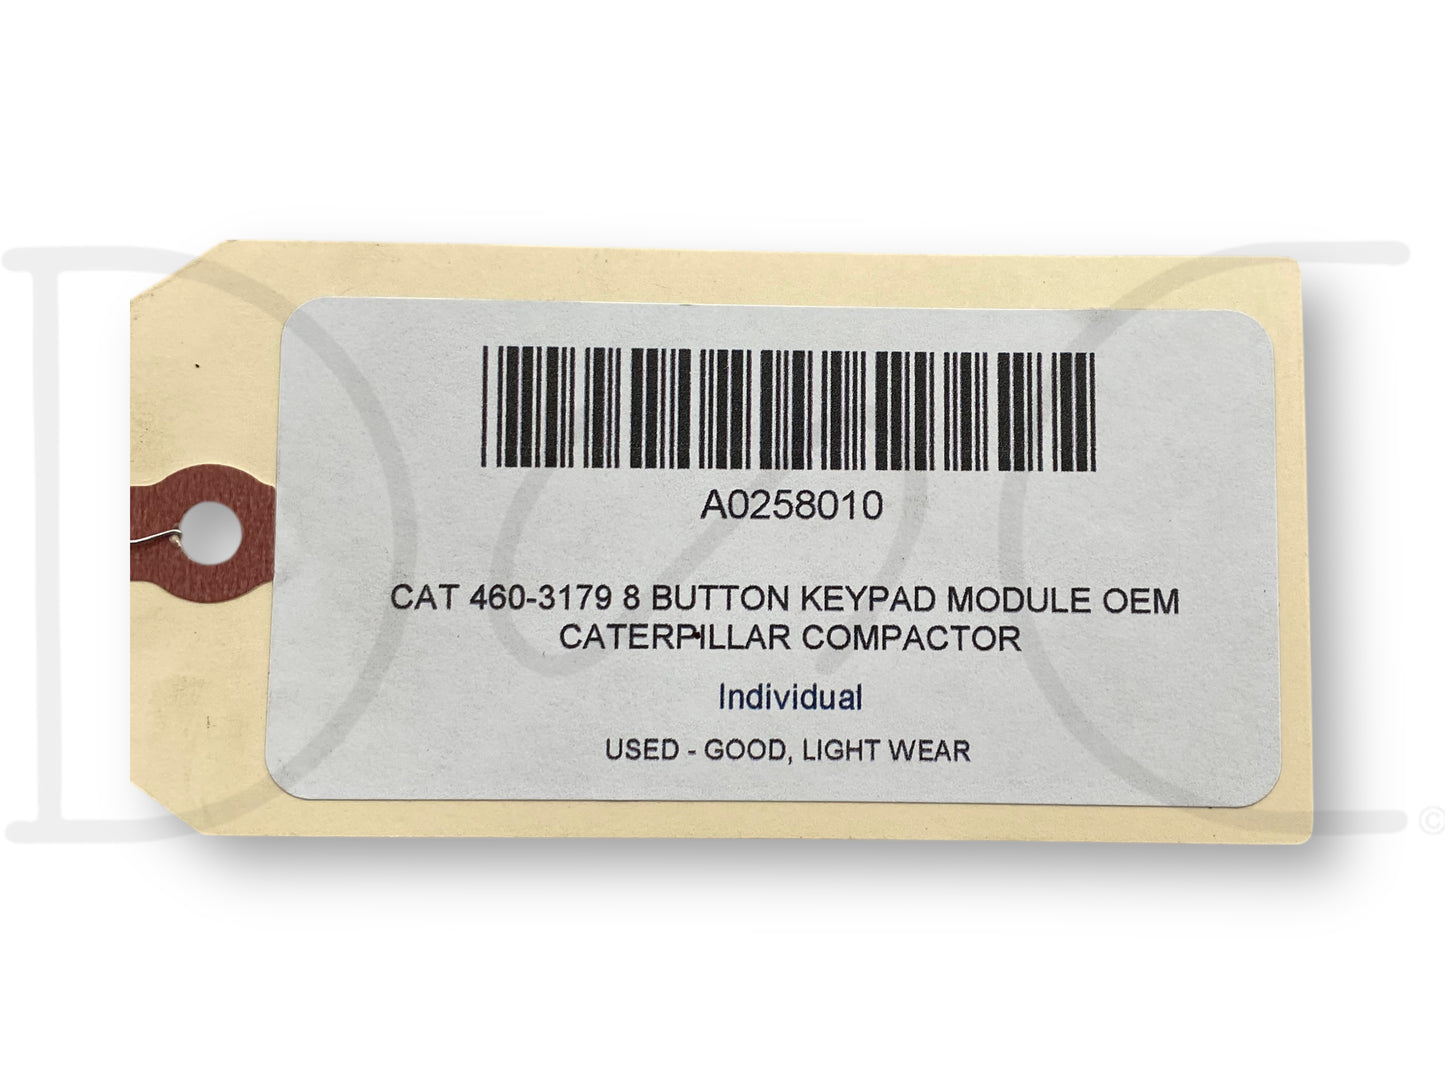 A0258010
CAT 460-3179 8 BUTTON KEYPAD MODULE OEM
CATERPILLAR COMPACTOR
Individual
USED - GOOD, LIGHT WEAR
©